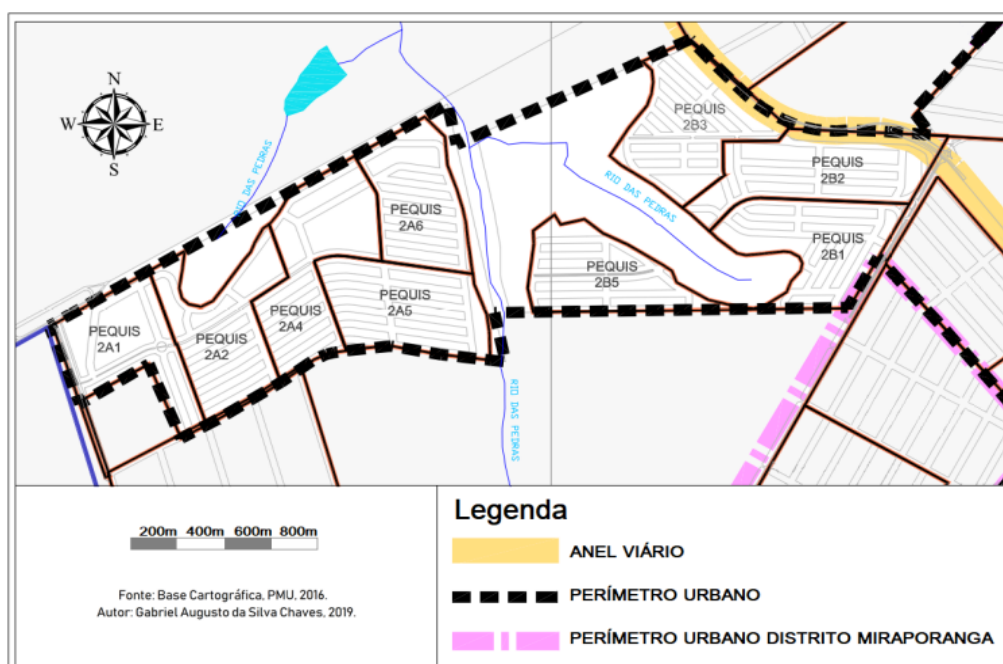 N
W
E
S
RIO DAS PEDRAS
PEQUIS
2B3
PEQUIS
2B2
RIO DAS PEDRAS
PEQUIS
2A6
PEQUIS
2B1
PEQUIS
2B5
PEQUIS
2A5
PEQUIS
2A4
PEQUIS
2A1
PEQUIS
2A2
RIO DAS PEDRAS
200m 400m 600m 800m
Fonte: Base Cartográfica, PMU, 2016.
Autor: Gabriel Augusto da Silva Chaves, 2019.
Legenda
ANEL VIÁRIO
PERÍMETRO URBANO
PERÍMETRO URBANO DISTRITO MIRAPORANGA